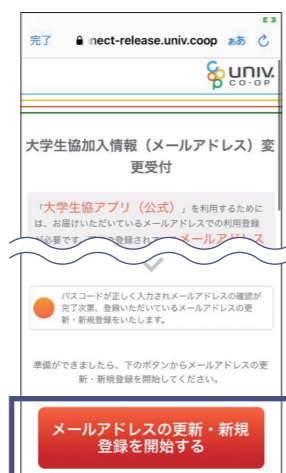 完了
nect-release.univ.coop
ああ
univ.
CO-OP
大学生協加入情報(メールアドレス)変
更受付
「大学生協アプリ(公式)」を利用するために
は、お届けいただいているメールアドレスでの利用登録
が必要です。
登録され
メールアドレス
パスコードが正しく入力されメールアドレスの確認が
完了次第、登録いただいているメールアドレスの更
新・新規登録をいたします。
準備ができましたら、下のボタンからメールアドレスの更
新・新規登録を開始してください。
メールアドレスの更新・新規
登録を開始する